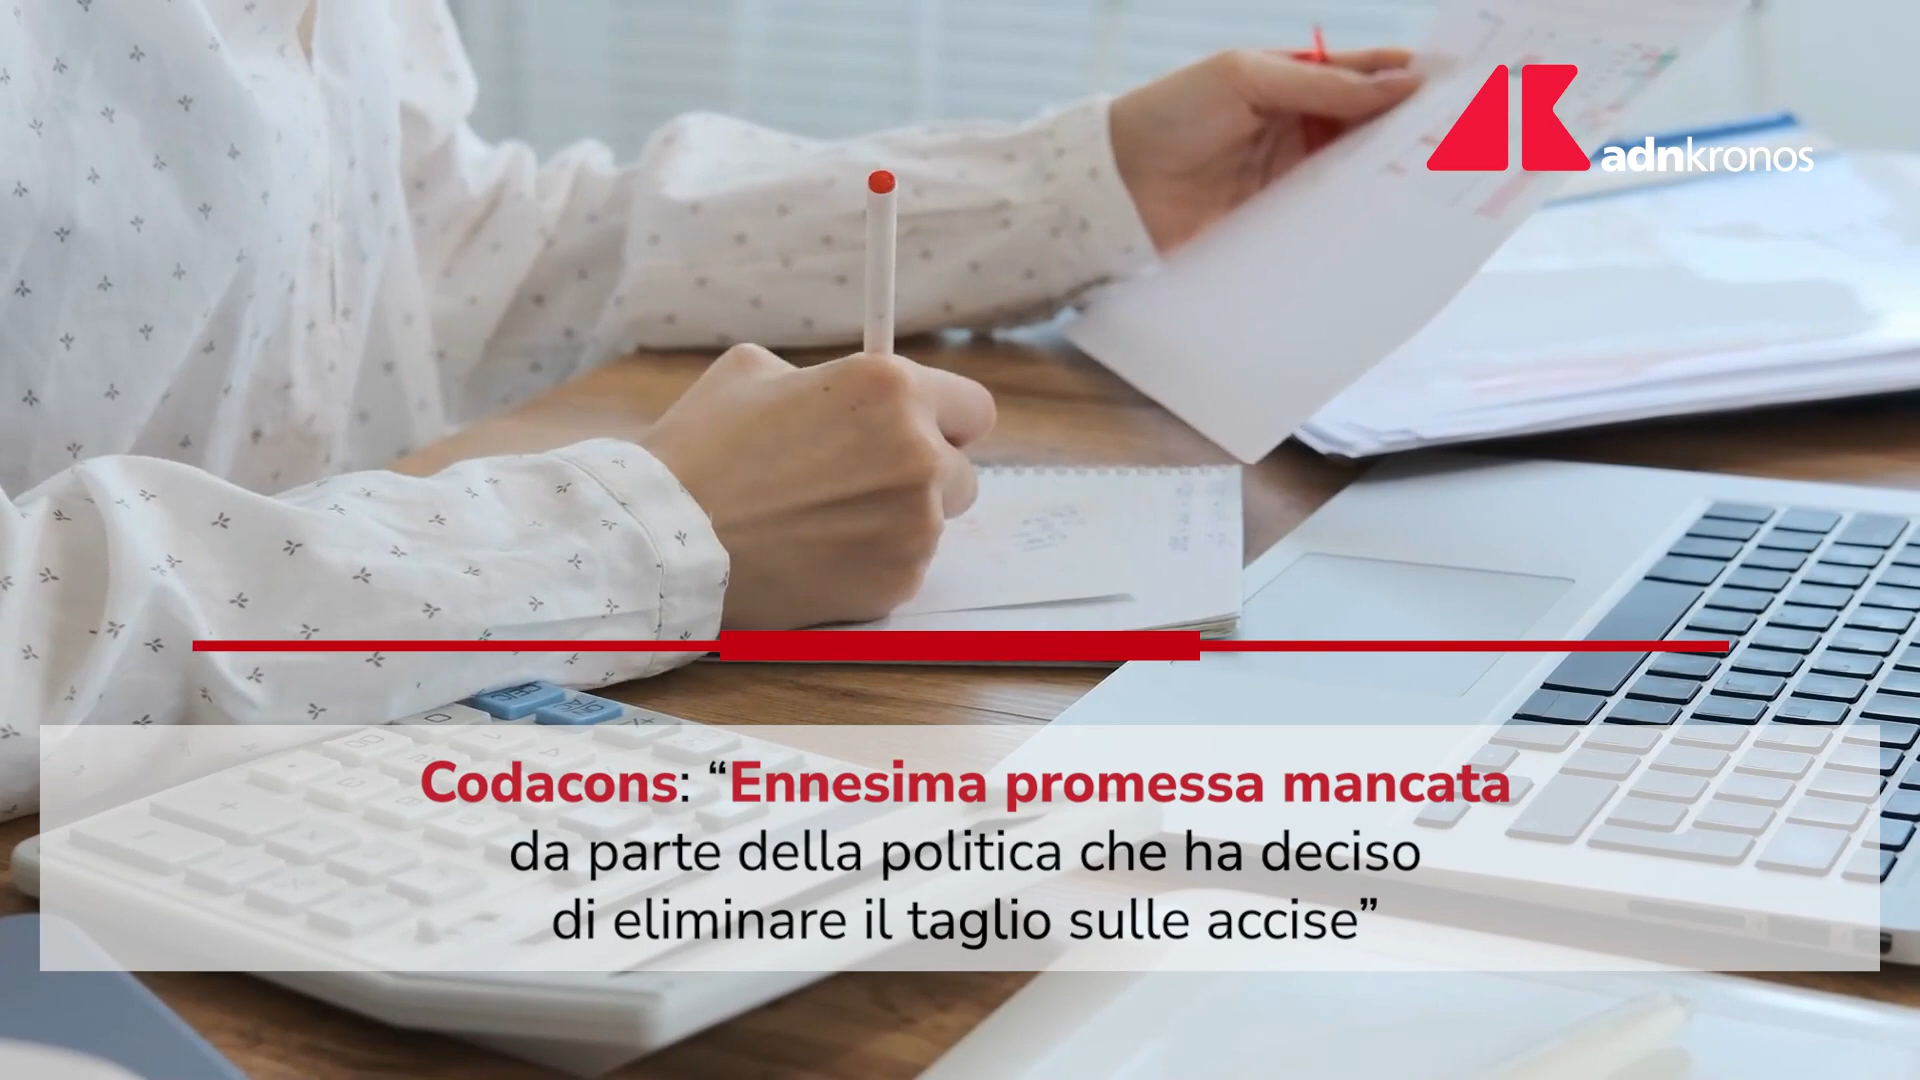 adnkronos
Codacons: “Ennesima promessa mancata
da parte della politica che ha deciso
di eliminare il taglio sulle accise”